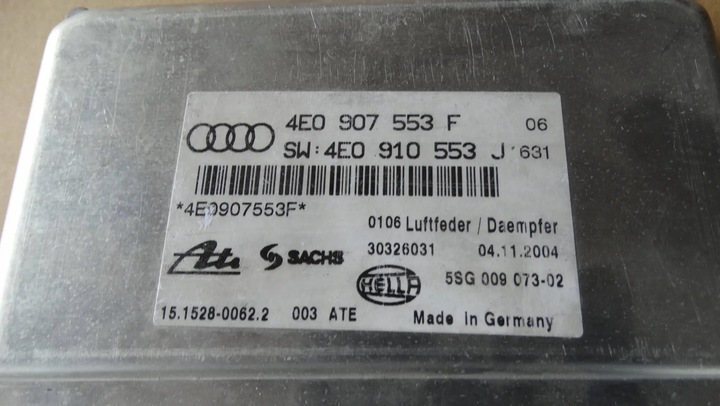 4E0 907 553 F 06
SW:4E0 910 553 J 631
*4E0907553F*
0106 Luftfeder / Daempfer
Ate SACHS 30326031 04.11.2004
HELLA 5SG 009 073-02
15.1528-0062.2 003 ATE Made in Germany